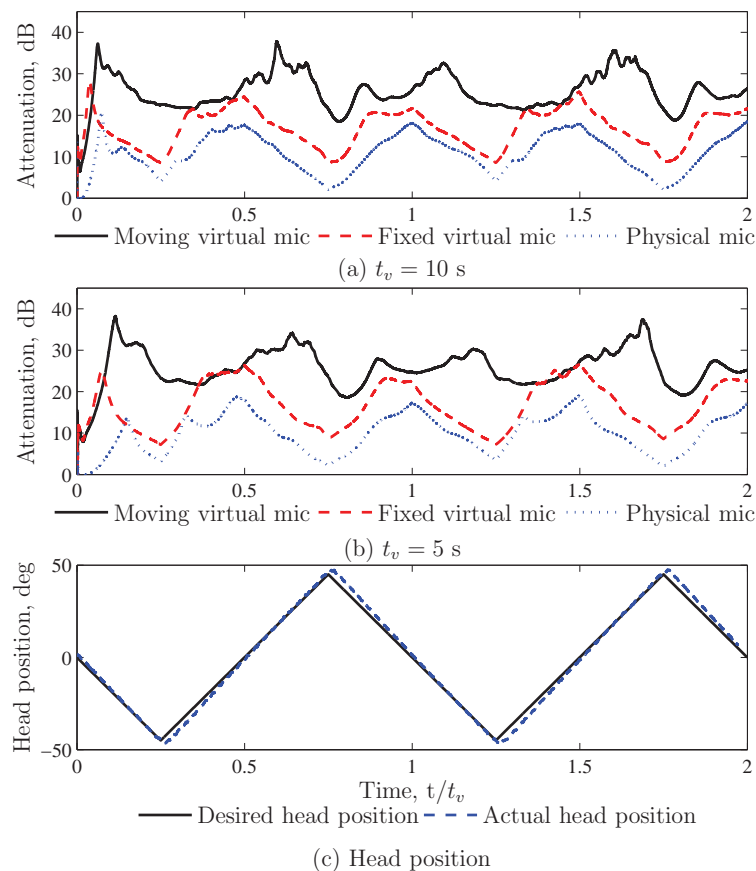 40
30
20
10
0
Attenuation, dB
0 0.5 1 1.5 2
Moving virtual mic Fixed virtual mic Physical mic
(a) t_v = 10 s
40
30
20
10
0
Attenuation, dB
0 0.5 1 1.5 2
Moving virtual mic Fixed virtual mic Physical mic
(b) t_v = 5 s
50
0
−50
Head position, deg
0 0.5 1 1.5 2
Time, t/t_v
Desired head position Actual head position
(c) Head position